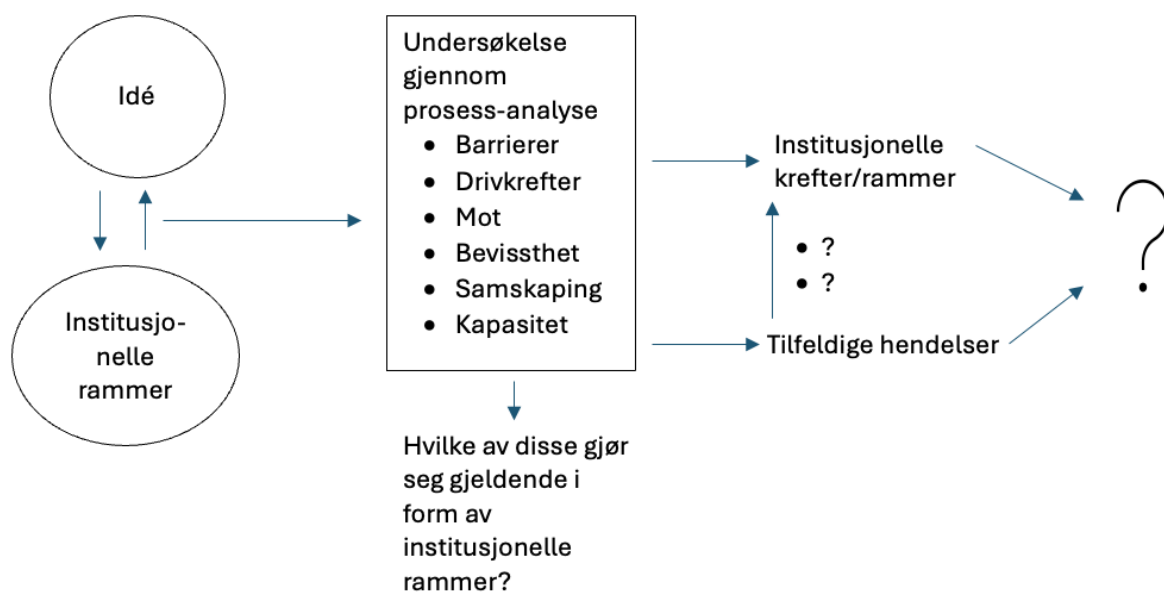 Idé
Institusjo-
nelle
rammer
Undersøkelse
gjennom
prosess-analyse
• Barrierer
• Drivkrefter
• Mot
• Bevissthet
• Samskaping
• Kapasitet
Hvilke av disse gjør
seg gjeldende i
form av
institusjonelle
rammer?
Institusjonelle
krefter/rammer
• ?
• ?
Tilfeldige hendelser
?